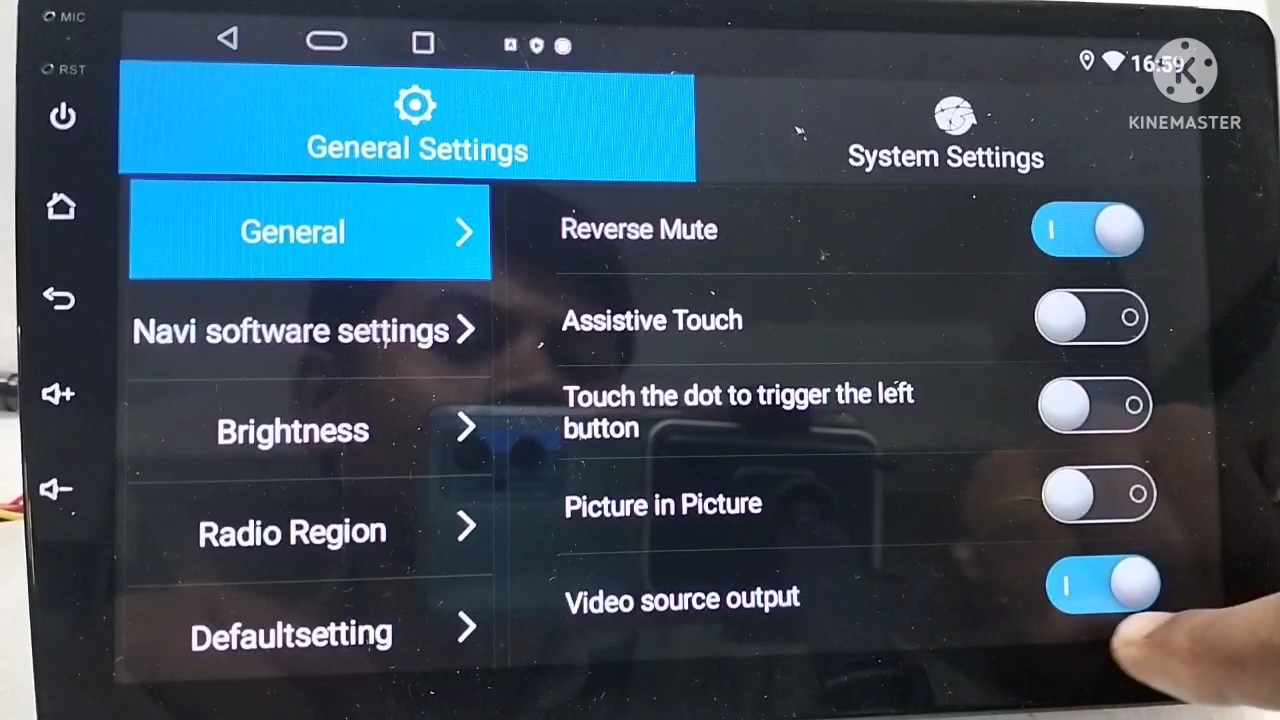 MIC
RST
16:59
K
KINEMASTER
General Settings
System Settings
General
Navi software settings
Brightness
Radio Region
Defaultsetting
Reverse Mute
Assistive Touch
Touch the dot to trigger the left
button
Picture in Picture
Video source output